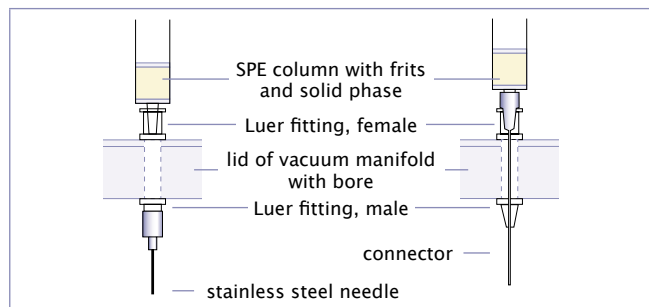 SPE column with frits
and solid phase
Luer fitting, female
lid of vacuum manifold
with bore
Luer fitting, male
connector
stainless steel needle